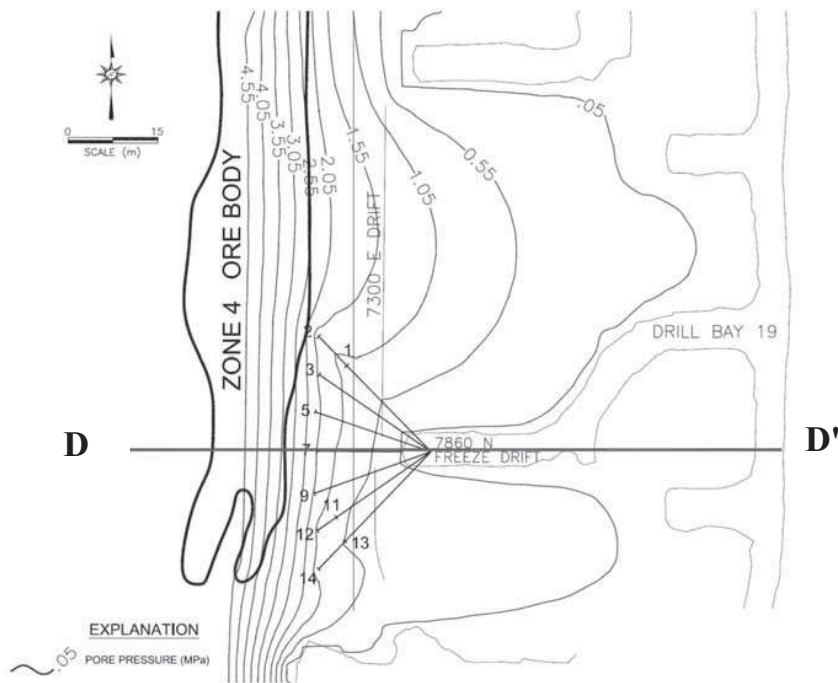 0 15
SCALE (m)
4.55
4.05
3.55
3.05
2.55
2.05
1.55
1.05
0.55
.05
ZONE 4 ORE BODY
7300 E DRIFT
DRILL BAY 19
2
1
3
5
D
7
7860 N
D'
FREEZE DRIFT
9
11
12
13
14
EXPLANATION
.05
PORE PRESSURE (MPa)